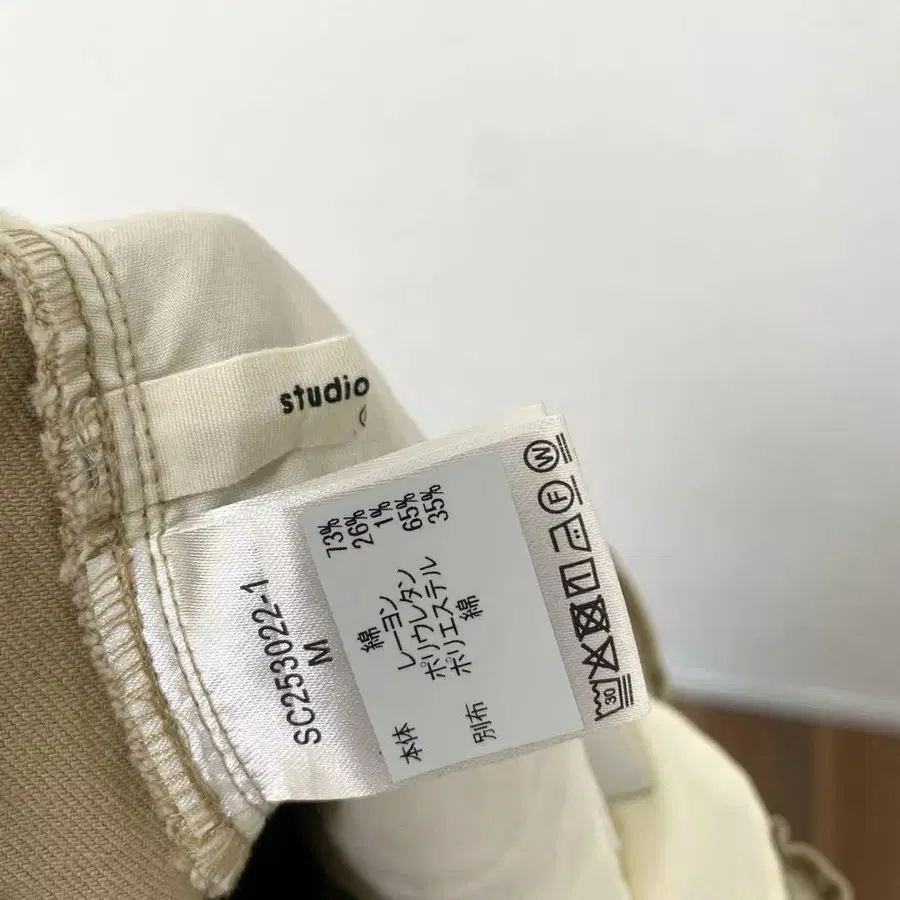 studio
SC253022-1
M
本体 綿 73%
レーヨン 26%
ポリウレタン 1%
別布 ポリエステル 65%
綿 35%
30
F
W